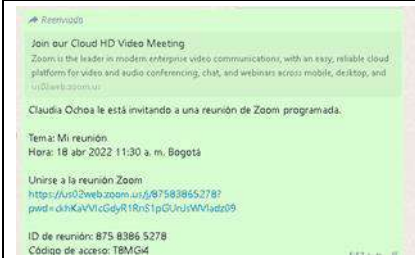 Reenviado
Join our Cloud HD Video Meeting
Zoom is the leader in modern enterprise video communications, with an easy, reliable cloud
platform for video and audio conferencing, chat, and webinars across mobile, desktop, and
us02web.zoom.us
Claudia Ochoa le está invitando a una reunión de Zoom programada.
Tema: Mi reunión
Hora: 18 abr 2022 11:30 a. m. Bogotá
Unirse a la reunión Zoom
https://us02web.zoom.us/j/87583865278?
ID de reunión: 875 8386 5278
Código de acceso: T8MGi4